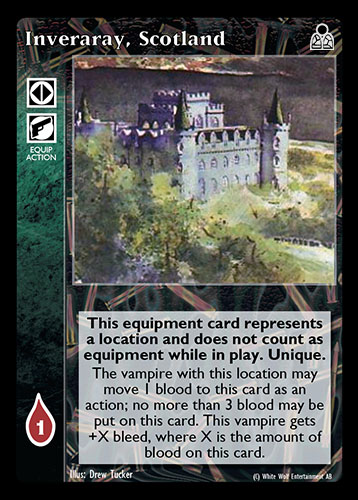 Inveraray, Scotland
EQUIP
ACTION
This equipment card represents
a location and does not count as
equipment while in play. Unique.
The vampire with this location may
move 1 blood to this card as an
action; no more than 3 blood may be
put on this card. This vampire gets
+X bleed, where X is the amount of
blood on this card.
1
Illus: Drew Tucker
(C) White Wolf Entertainment AB